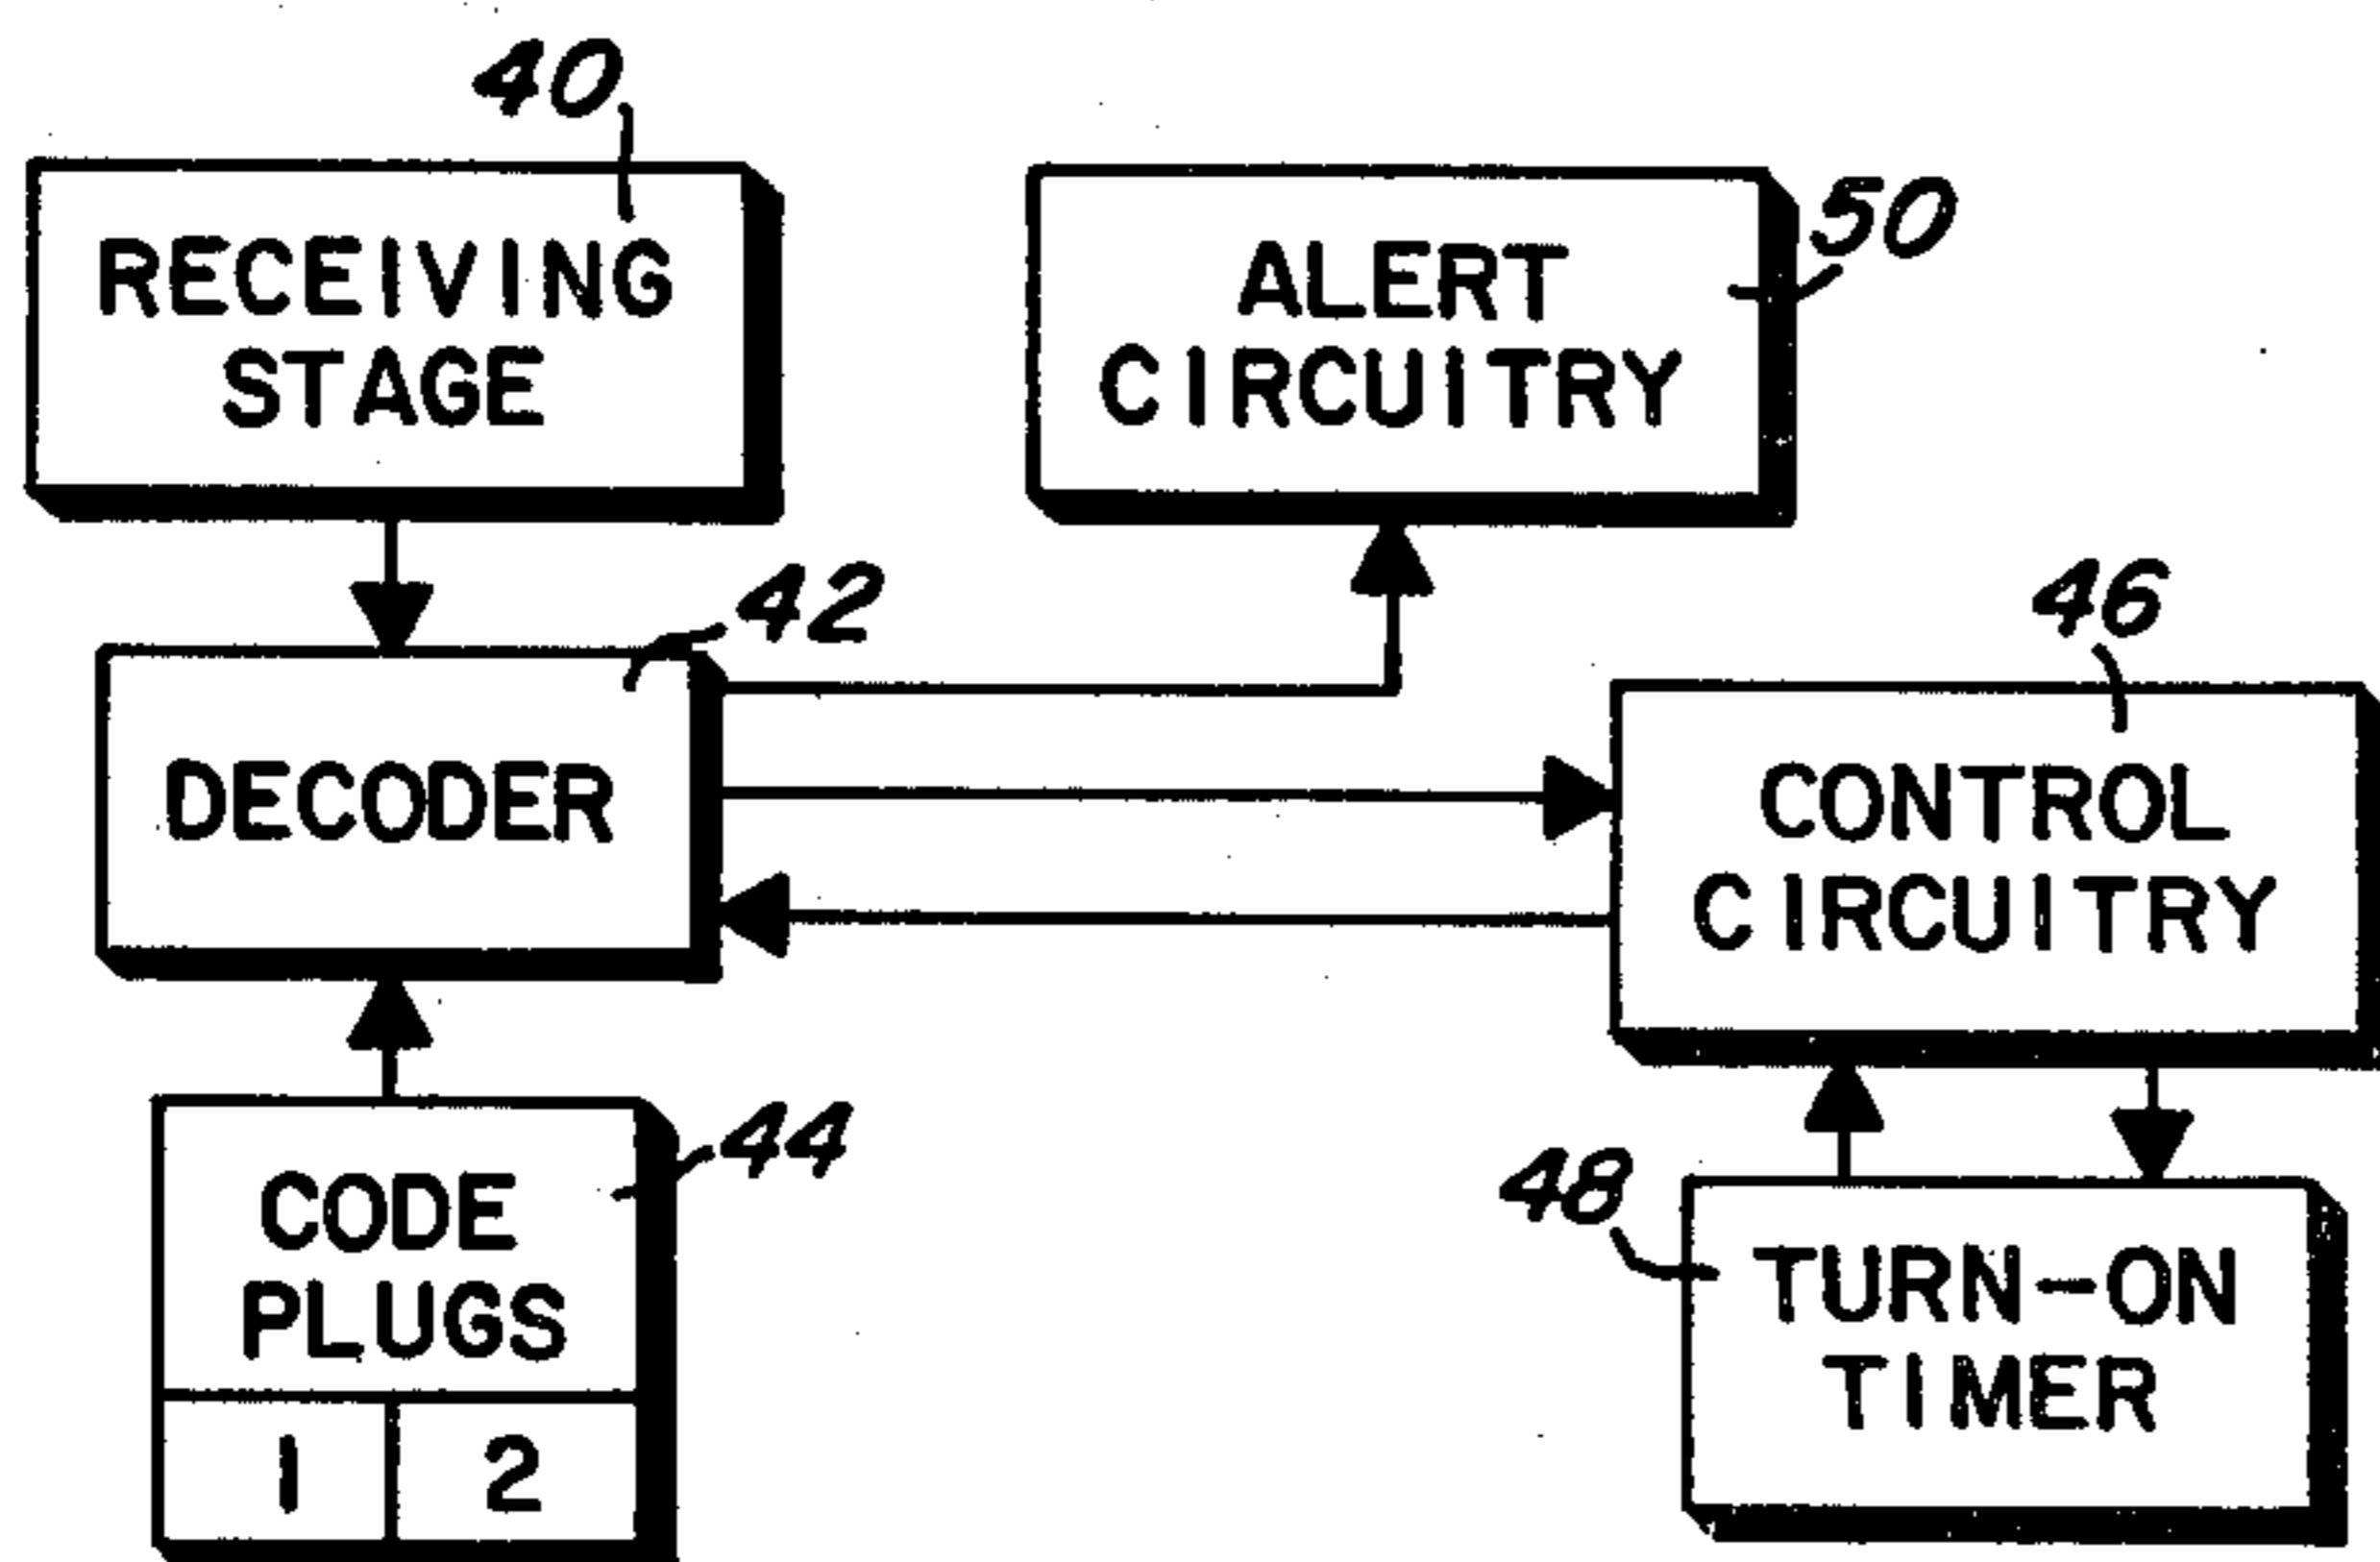 40
RECEIVING
STAGE
50
ALERT
CIRCUITRY
42
DECODER
46
CONTROL
CIRCUITRY
44
CODE
PLUGS
1 2
48
TURN-ON
TIMER